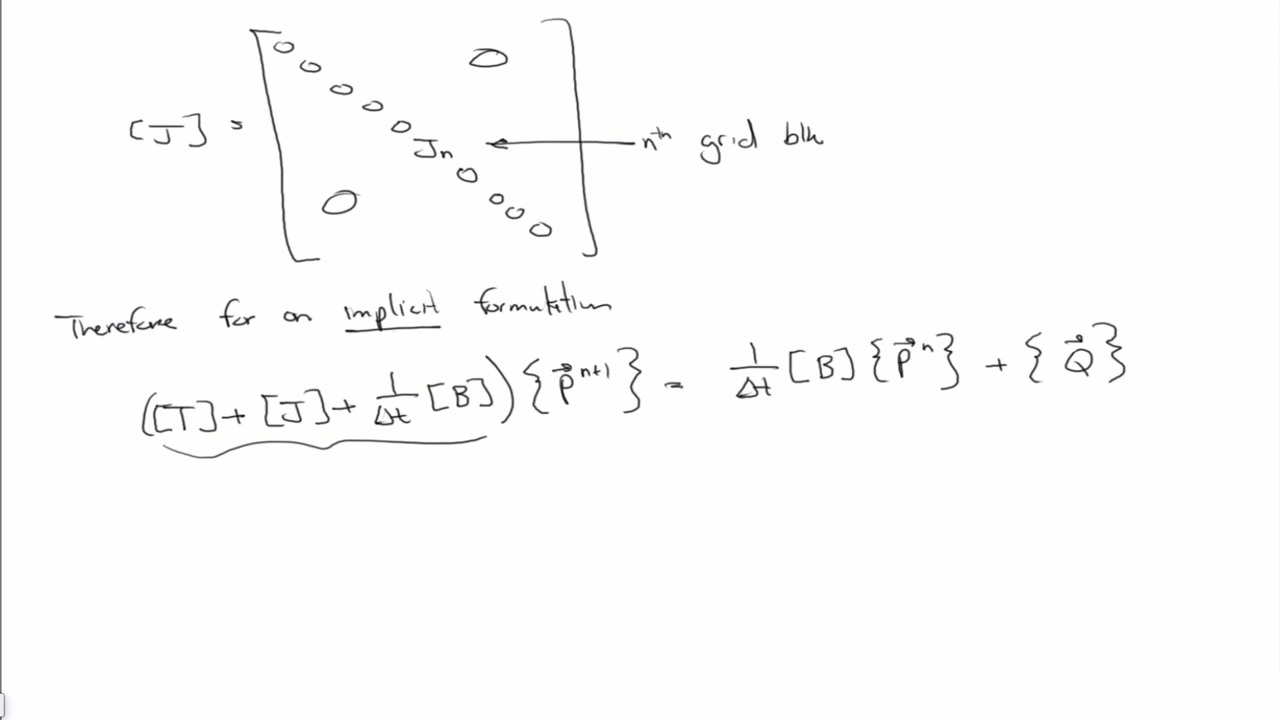 [J] = [ 0 0 0 0 0 Jn 0 0 0 0 0 0 ] ← nth grid blk
Therefore for an implicit formulation
([T] + [J] + 1/Δt [B]) {P⃗^{n+1}} = 1/Δt [B] {P⃗^n} + {Q⃗}